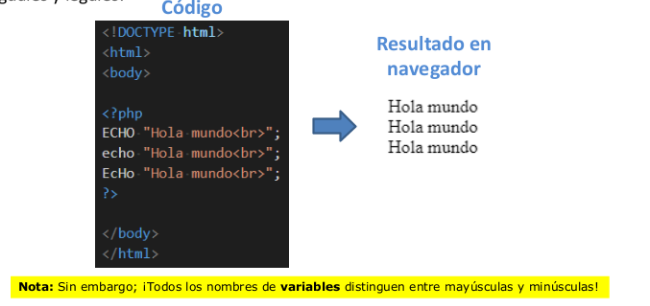 guales y legales.
Código
<!DOCTYPE html>
<html>
<body>
<?php
ECHO "Hola mundo<br>";
echo "Hola mundo<br>";
EcHo "Hola mundo<br>";
?>
</body>
</html>
Resultado en
navegador
Hola mundo
Hola mundo
Hola mundo
Nota: Sin embargo; ¡Todos los nombres de variables distinguen entre mayúsculas y minúsculas!